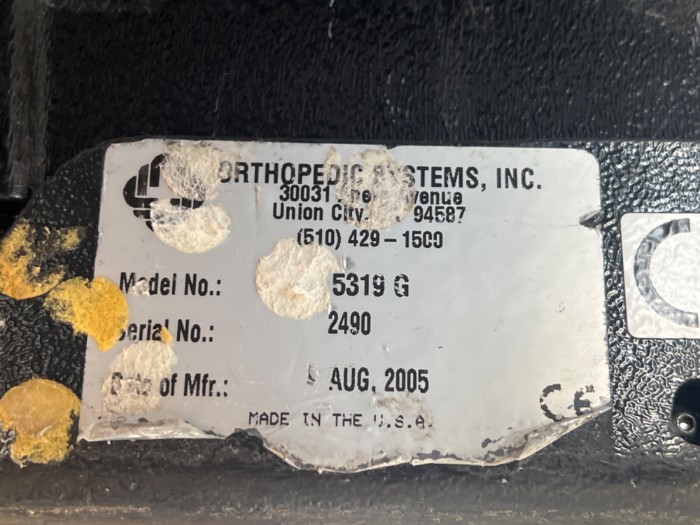 ORTHOPEDIC SYSTEMS, INC.
30031 Avenue
Union City, 94587
(510) 429-1500
Model No.: 5319 G
Serial No.: 2490
Date of Mfr.: AUG, 2005
MADE IN THE U.S.A.
CE